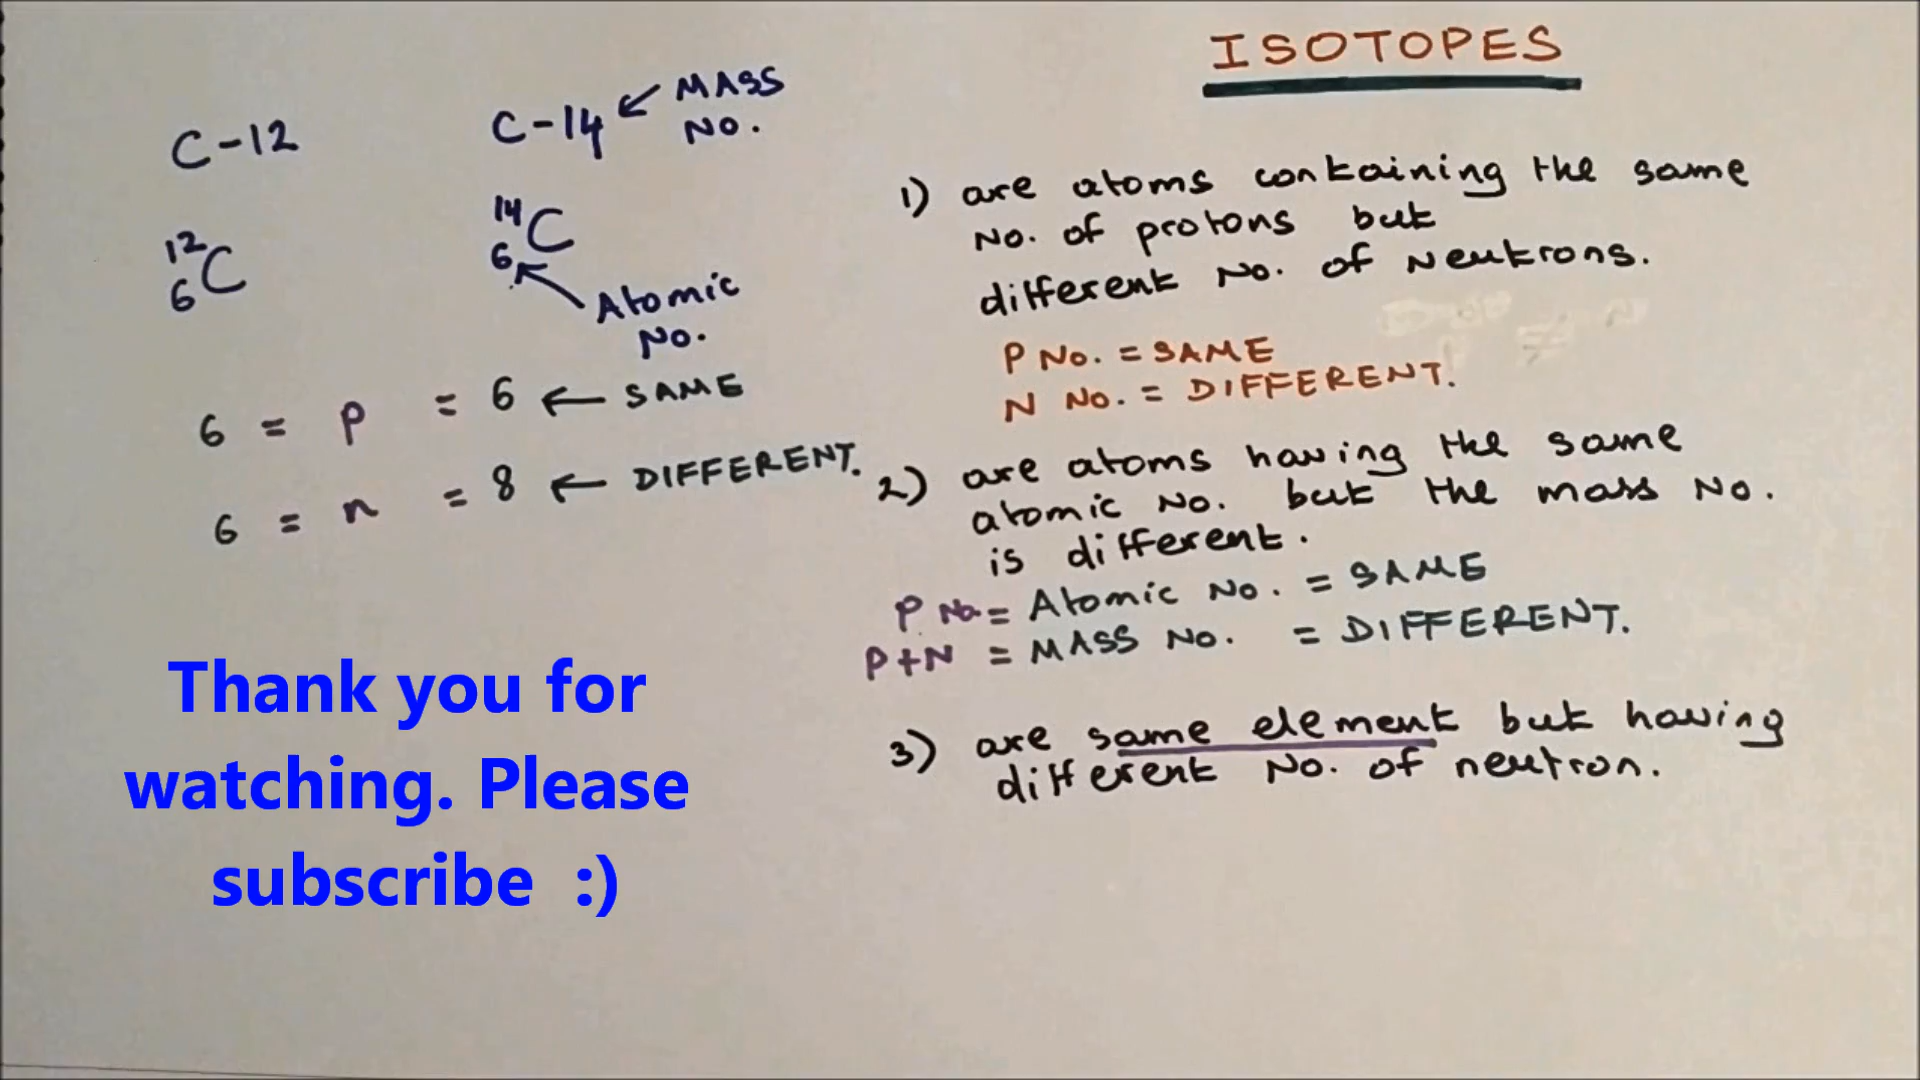 ISOTOPES
C-12
C-14 ← MASS
NO.
12
6 C
14
6 C
Atomic
No.
6 = P = 6 ← SAME
6 = n = 8 ← DIFFERENT.
1) are atoms containing the same
No. of protons but
different No. of Neutrons.
P No. = SAME
N No. = DIFFERENT.
2) are atoms having the same
atomic No. but the mass No.
is different.
P No. = Atomic No. = SAME
P+N = MASS No. = DIFFERENT.
3) are same element but having
different No. of neutron.
Thank you for
watching. Please
subscribe :)